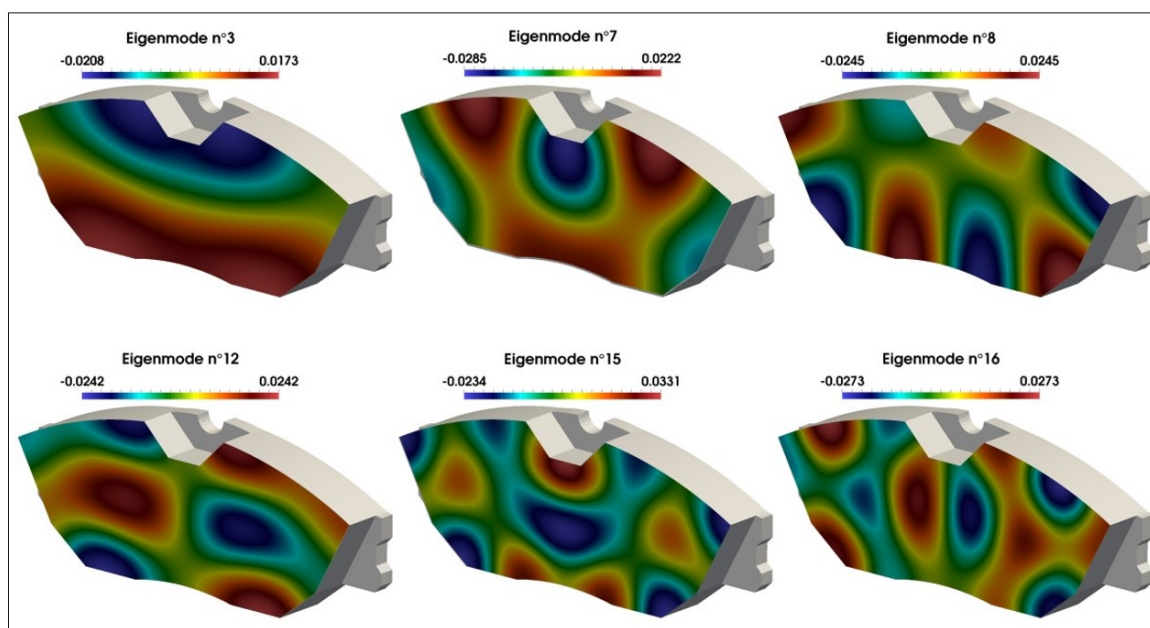 Eigenmode n°3
-0.0208 0.0173
Eigenmode n°7
-0.0285 0.0222
Eigenmode n°8
-0.0245 0.0245
Eigenmode n°12
-0.0242 0.0242
Eigenmode n°15
-0.0234 0.0331
Eigenmode n°16
-0.0273 0.0273